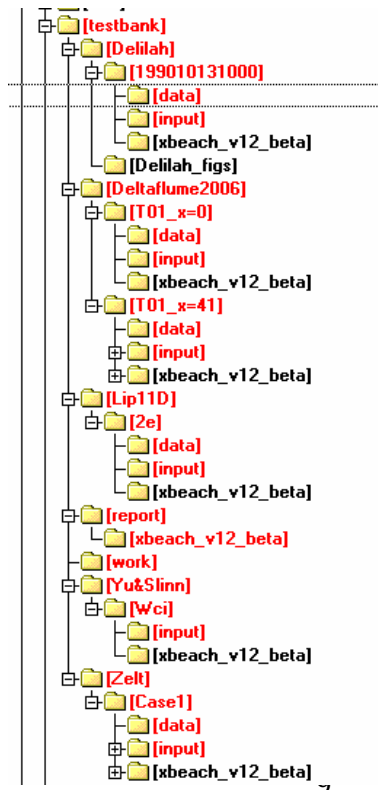 [testbank]
[Delilah]
[199010131000]
[data]
[input]
[xbeach_v12_beta]
[Delilah_figs]
[Deltaflume2006]
[T01_x=0]
[data]
[input]
[xbeach_v12_beta]
[T01_x=41]
[data]
[input]
[xbeach_v12_beta]
[Lip11D]
[2e]
[data]
[input]
[xbeach_v12_beta]
[report]
[xbeach_v12_beta]
[work]
[Yu&Slinn]
[Wci]
[input]
[xbeach_v12_beta]
[Zelt]
[Case1]
[data]
[input]
[xbeach_v12_beta]